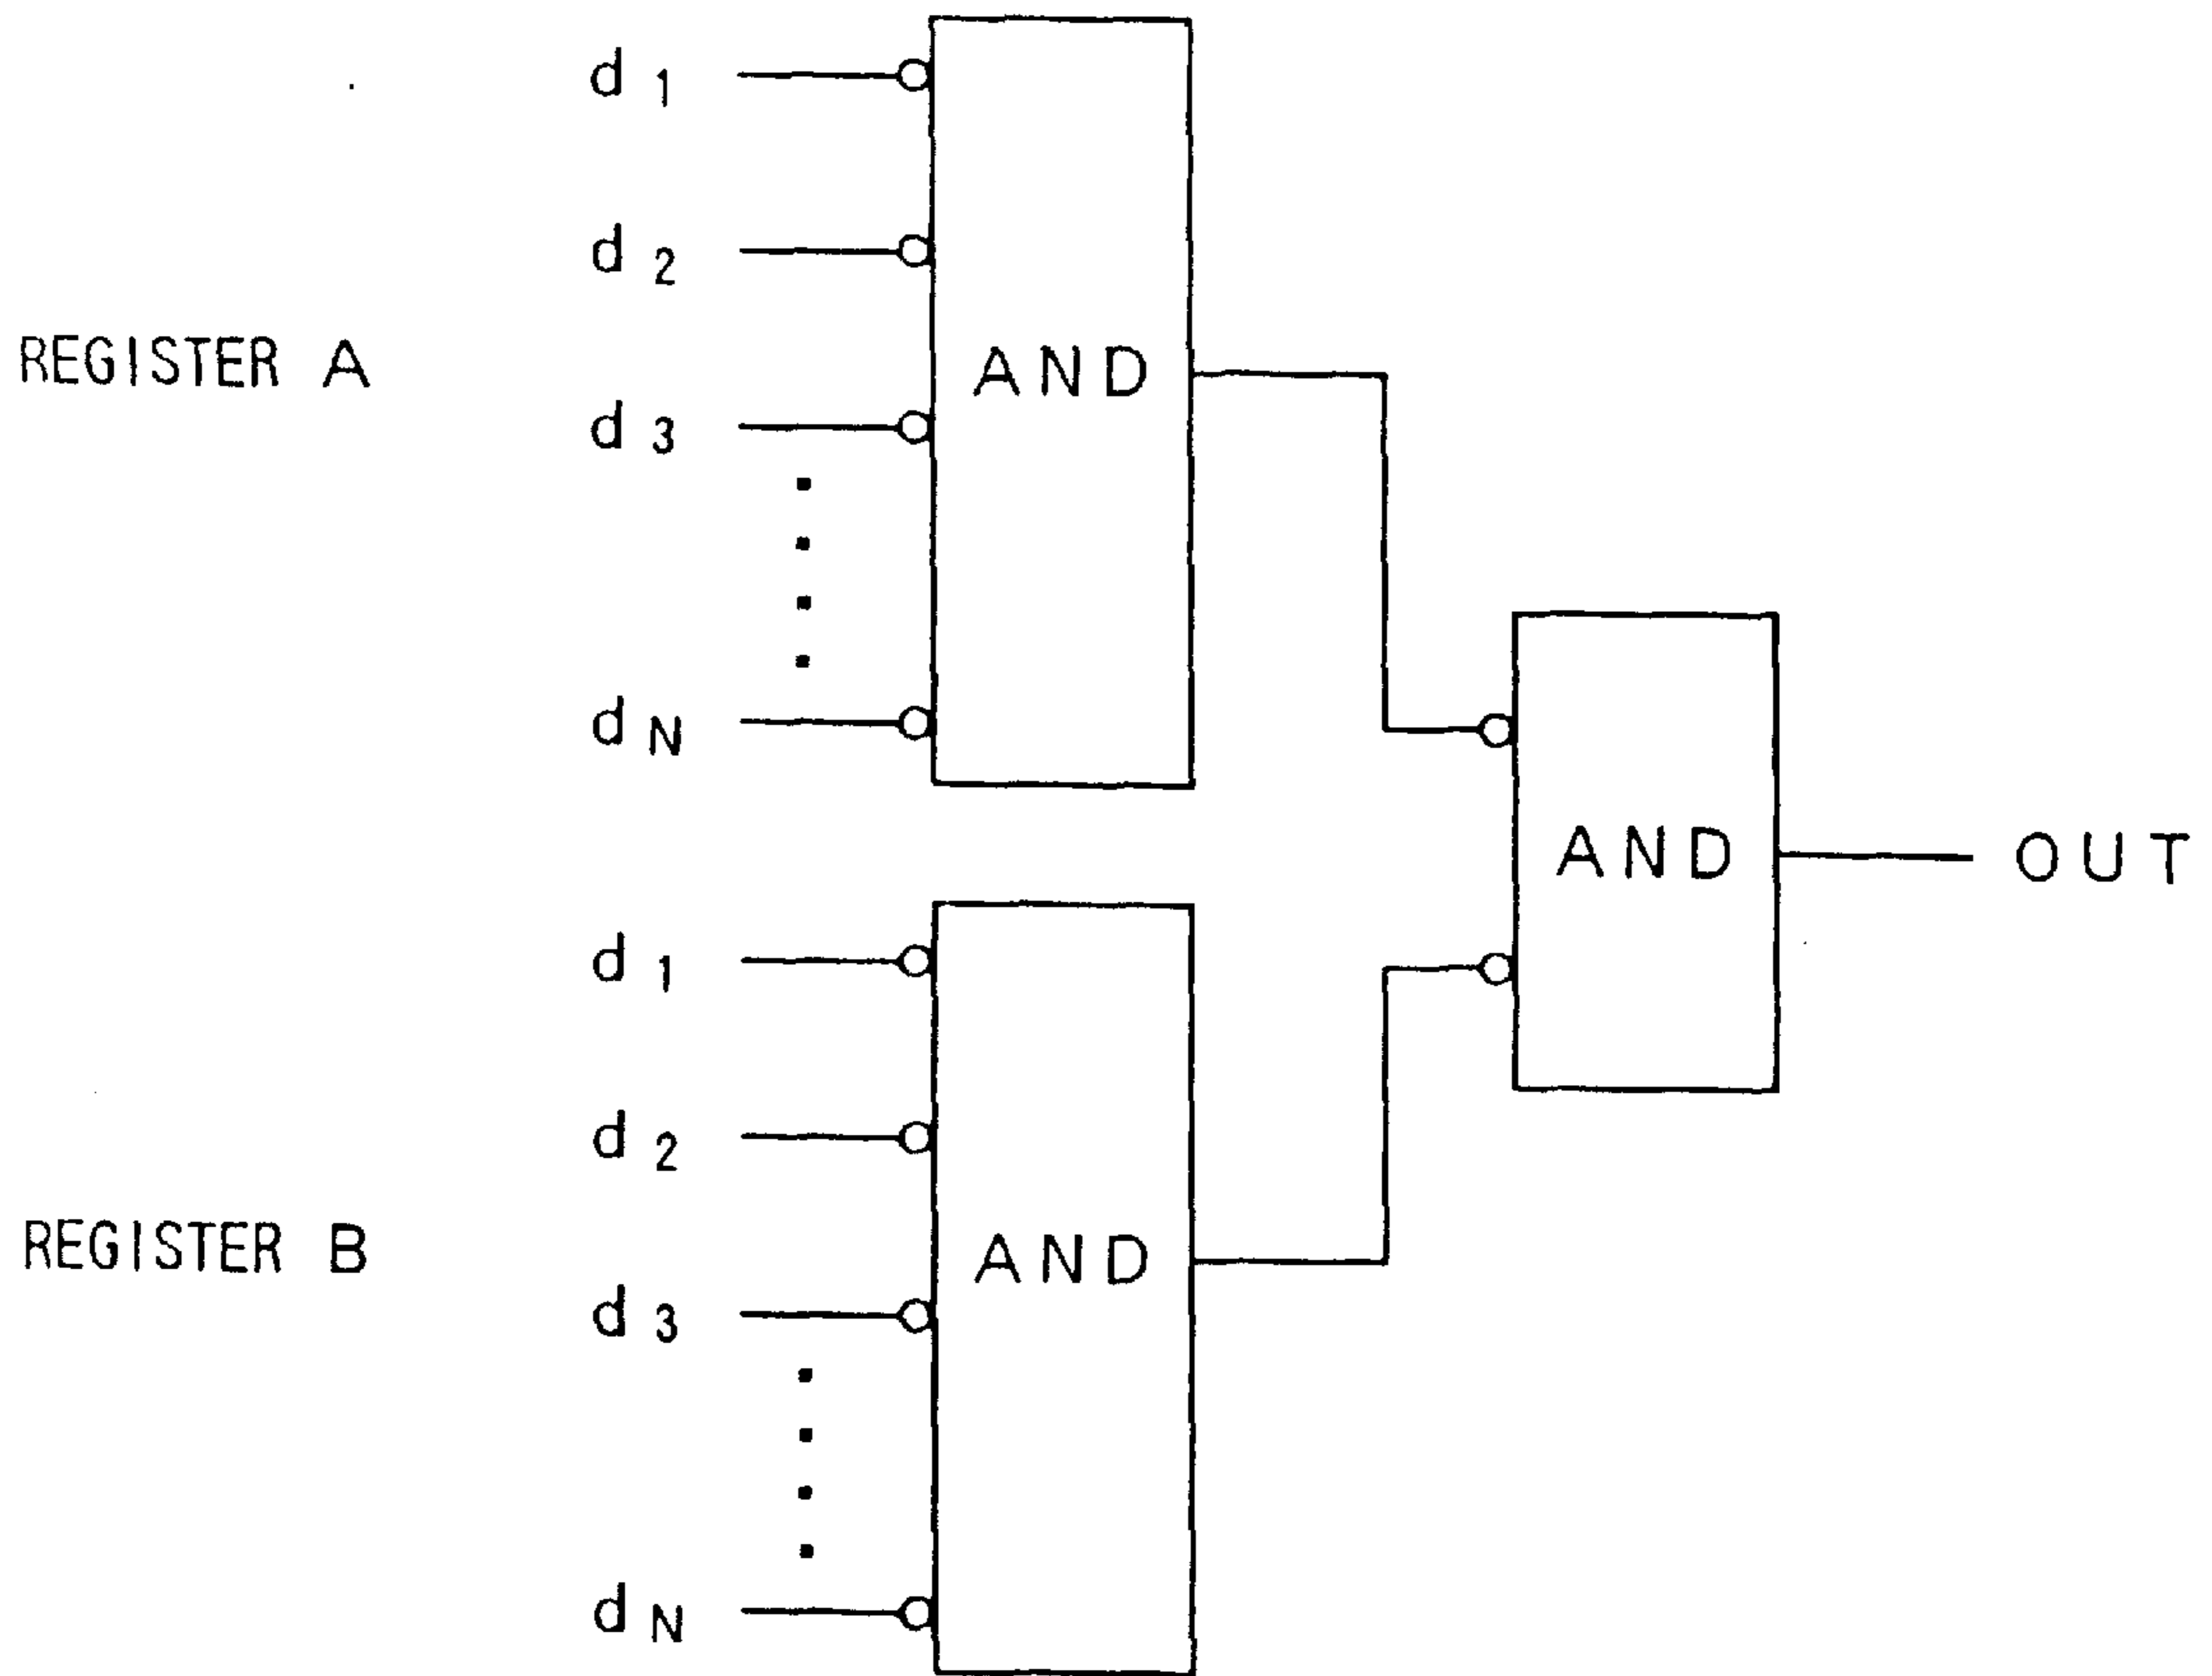 d 1
d 2
REGISTER A
AND
d 3
d N
AND
OUT
d 1
d 2
REGISTER B
AND
d 3
d N